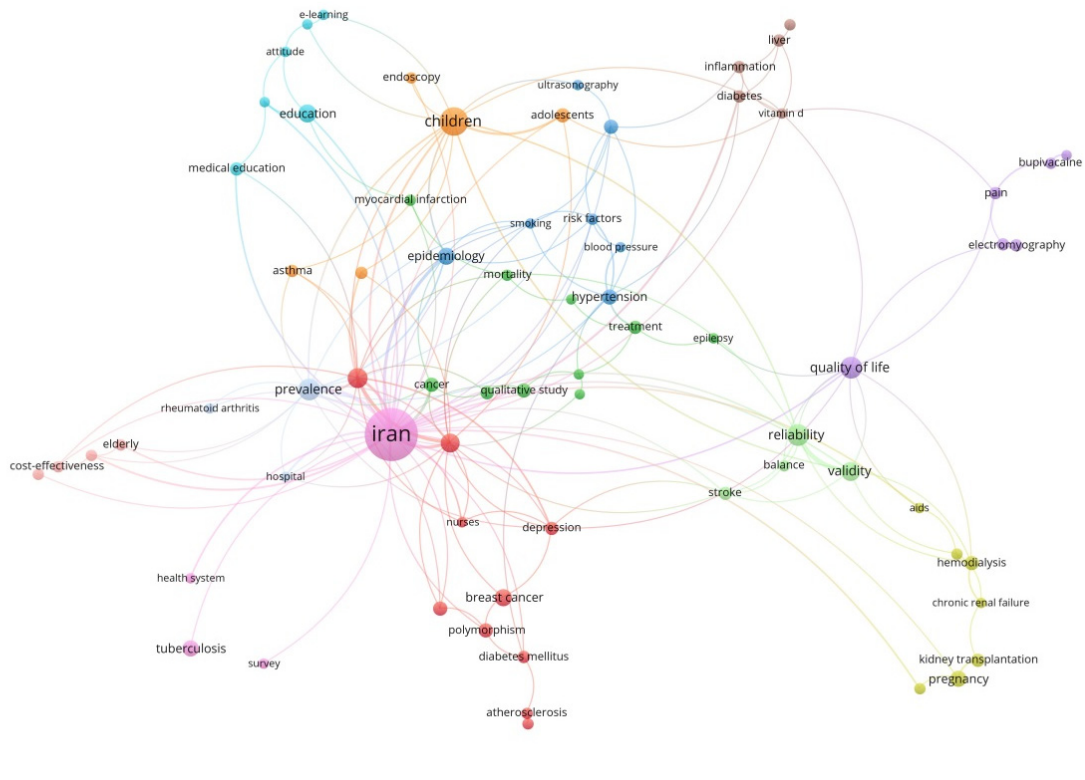 e-learning
liver
attitude
inflammation
endoscopy
ultrasonography
diabetes
education
children
adolescents
vitamin d
bupivacaine
medical education
pain
myocardial infarction
smoking
risk factors
electromyography
blood pressure
epidemiology
asthma
mortality
hypertension
treatment
epilepsy
quality of life
cancer
prevalence
qualitative study
rheumatoid arthritis
iran
reliability
elderly
cost-effectiveness
balance
validity
hospital
stroke
aids
nurses
depression
hemodialysis
health system
breast cancer
chronic renal failure
polymorphism
tuberculosis
diabetes mellitus
kidney transplantation
survey
pregnancy
atherosclerosis